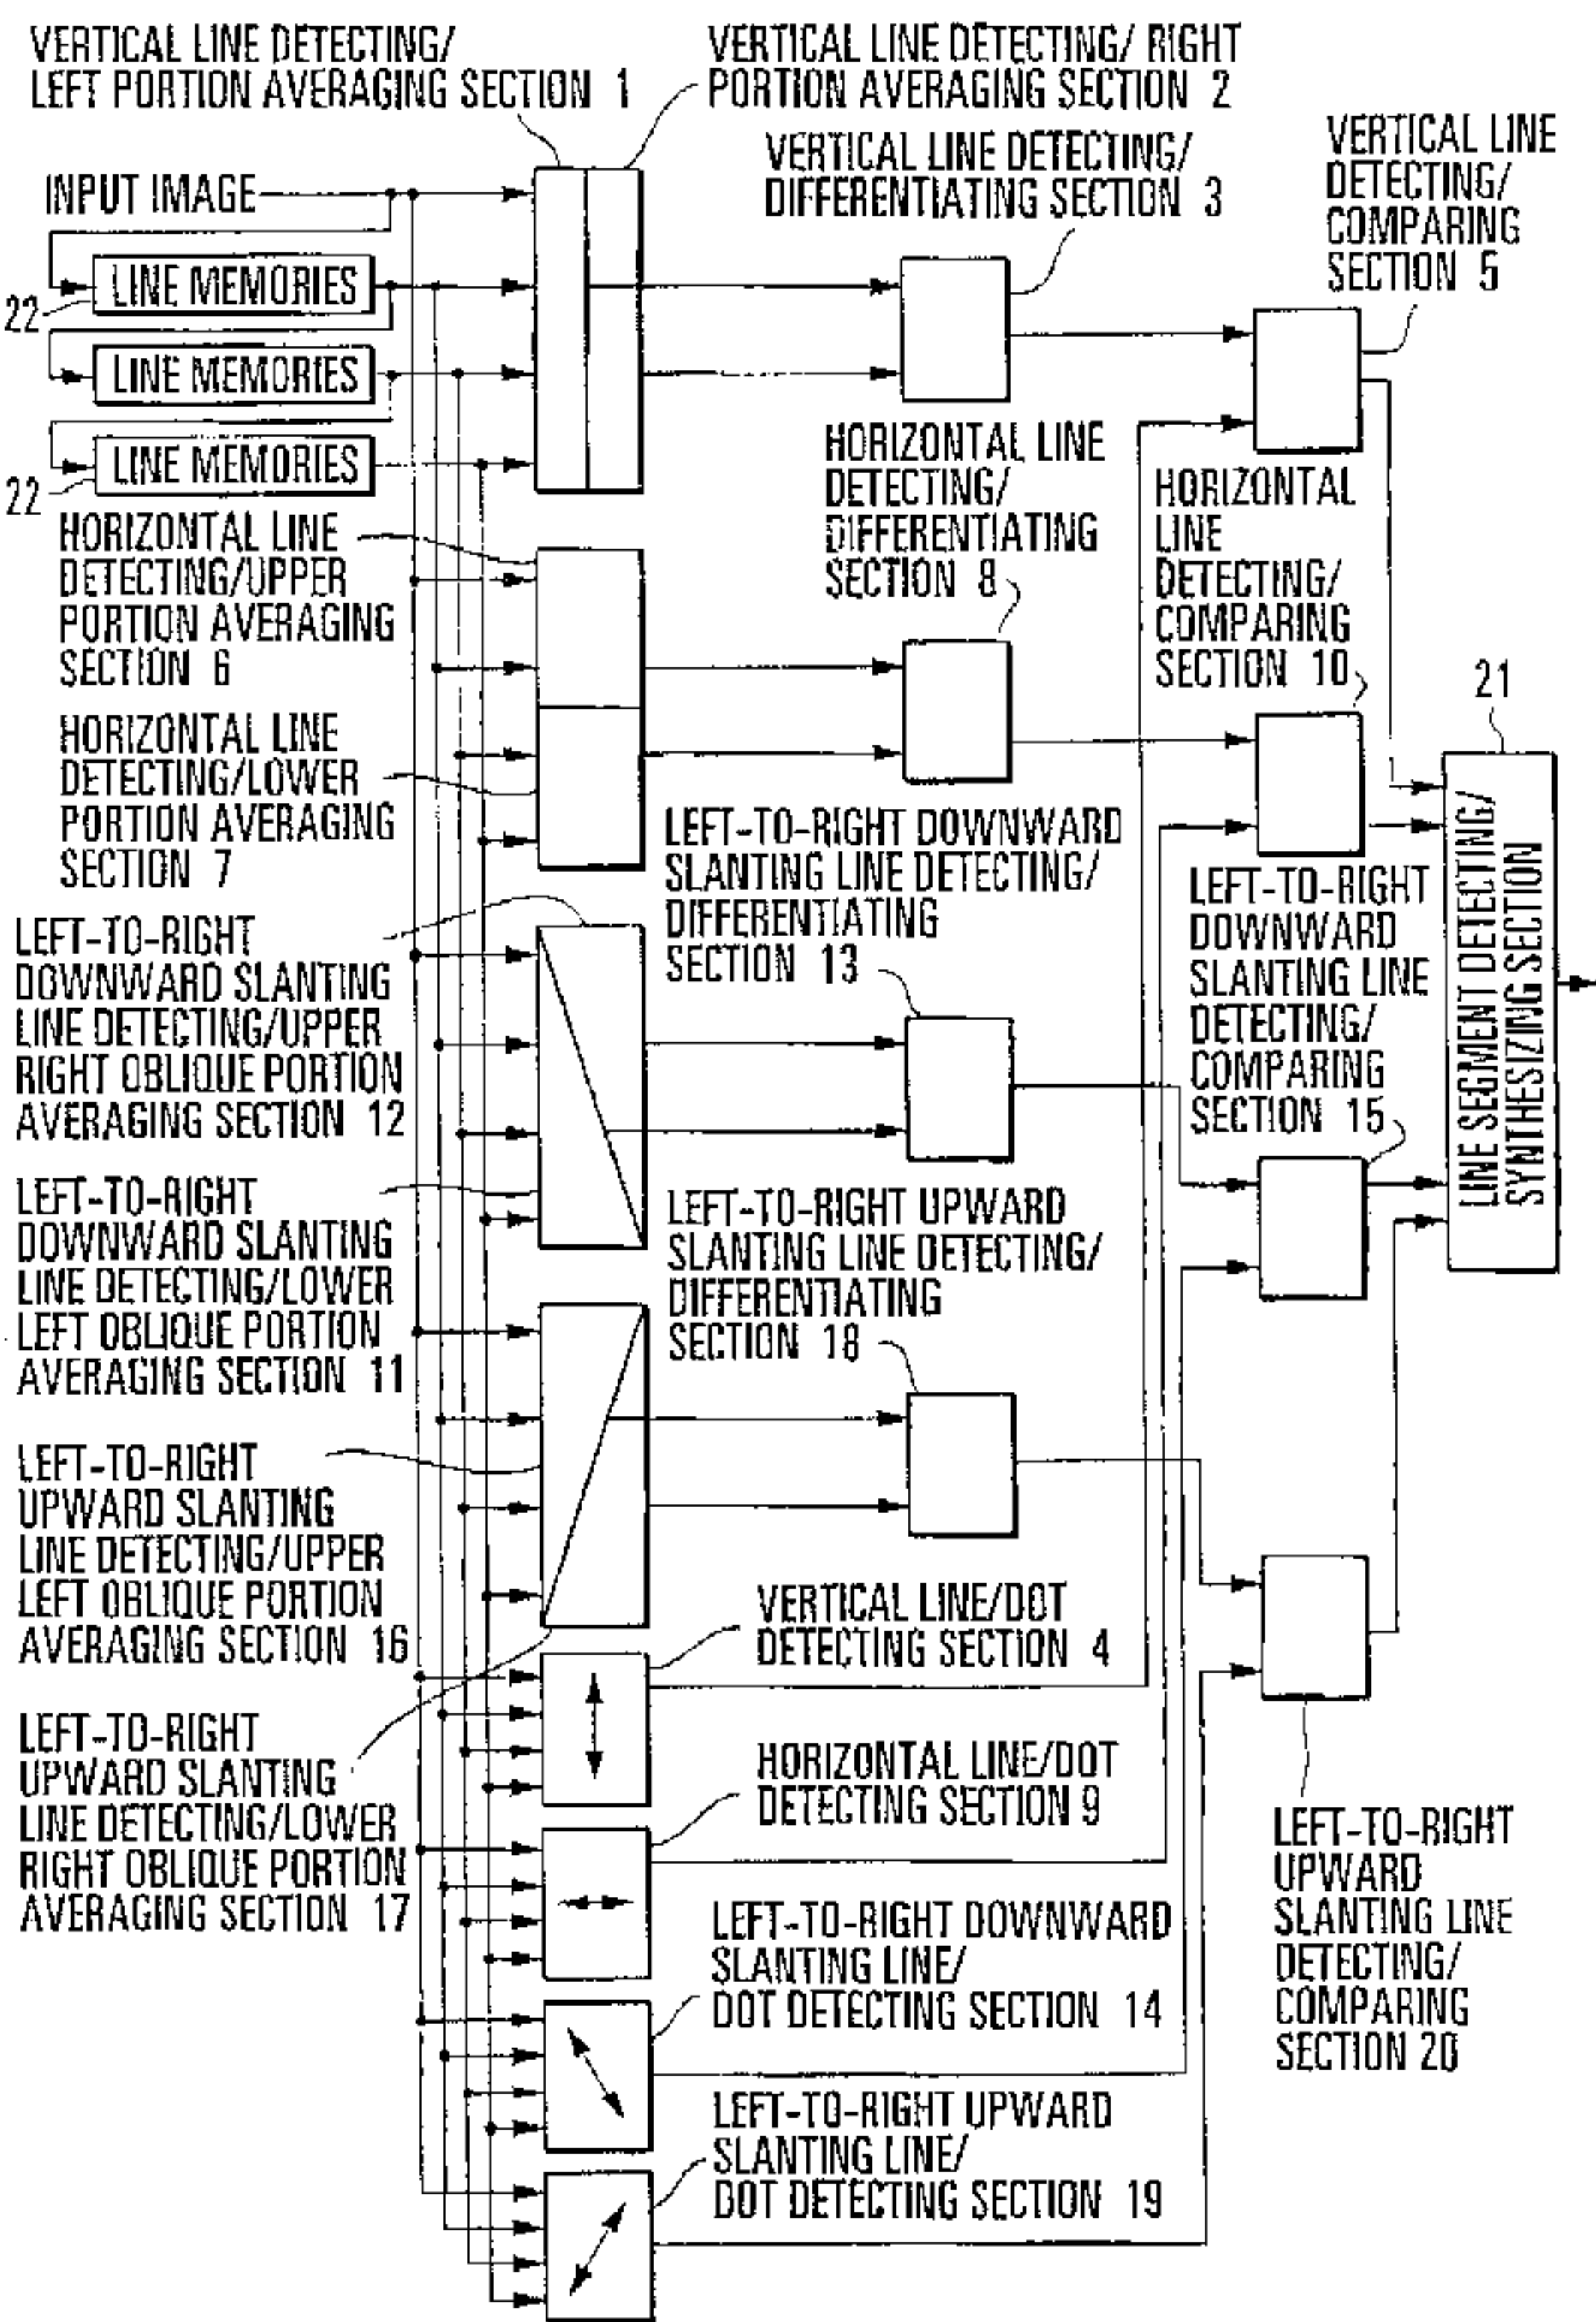 VERTICAL LINE DETECTING/
LEFT PORTION AVERAGING SECTION 1
VERTICAL LINE DETECTING/ RIGHT
PORTION AVERAGING SECTION 2
VERTICAL LINE DETECTING/
DIFFERENTIATING SECTION 3
VERTICAL LINE
DETECTING/
COMPARING
SECTION 5
INPUT IMAGE
LINE MEMORIES
22
LINE MEMORIES
LINE MEMORIES
22
HORIZONTAL LINE
DETECTING/UPPER
PORTION AVERAGING
SECTION 6
HORIZONTAL LINE
DETECTING/
DIFFERENTIATING
SECTION 8
HORIZONTAL
LINE
DETECTING/
COMPARING
SECTION 10
21
HORIZONTAL LINE
DETECTING/LOWER
PORTION AVERAGING
SECTION 7
LEFT-TO-RIGHT DOWNWARD
SLANTING LINE DETECTING/
DIFFERENTIATING
SECTION 13
LEFT-TO-RIGHT
DOWNWARD
SLANTING LINE
DETECTING/
COMPARING
SECTION 15
LINE SEGMENT DETECTING/
SYNTHESIZING SECTION
LEFT-TO-RIGHT
DOWNWARD SLANTING
LINE DETECTING/UPPER
RIGHT OBLIQUE PORTION
AVERAGING SECTION 12
LEFT-TO-RIGHT
DOWNWARD SLANTING
LINE DETECTING/LOWER
LEFT OBLIQUE PORTION
AVERAGING SECTION 11
LEFT-TO-RIGHT UPWARD
SLANTING LINE DETECTING/
DIFFERENTIATING
SECTION 18
LEFT-TO-RIGHT
UPWARD SLANTING
LINE DETECTING/UPPER
LEFT OBLIQUE PORTION
AVERAGING SECTION 16
VERTICAL LINE/DOT
DETECTING SECTION 4
LEFT-TO-RIGHT
UPWARD SLANTING
LINE DETECTING/LOWER
RIGHT OBLIQUE PORTION
AVERAGING SECTION 17
HORIZONTAL LINE/DOT
DETECTING SECTION 9
LEFT-TO-RIGHT
UPWARD
SLANTING LINE
DETECTING/
COMPARING
SECTION 20
LEFT-TO-RIGHT DOWNWARD
SLANTING LINE/
DOT DETECTING SECTION 14
LEFT-TO-RIGHT UPWARD
SLANTING LINE/
DOT DETECTING SECTION 19